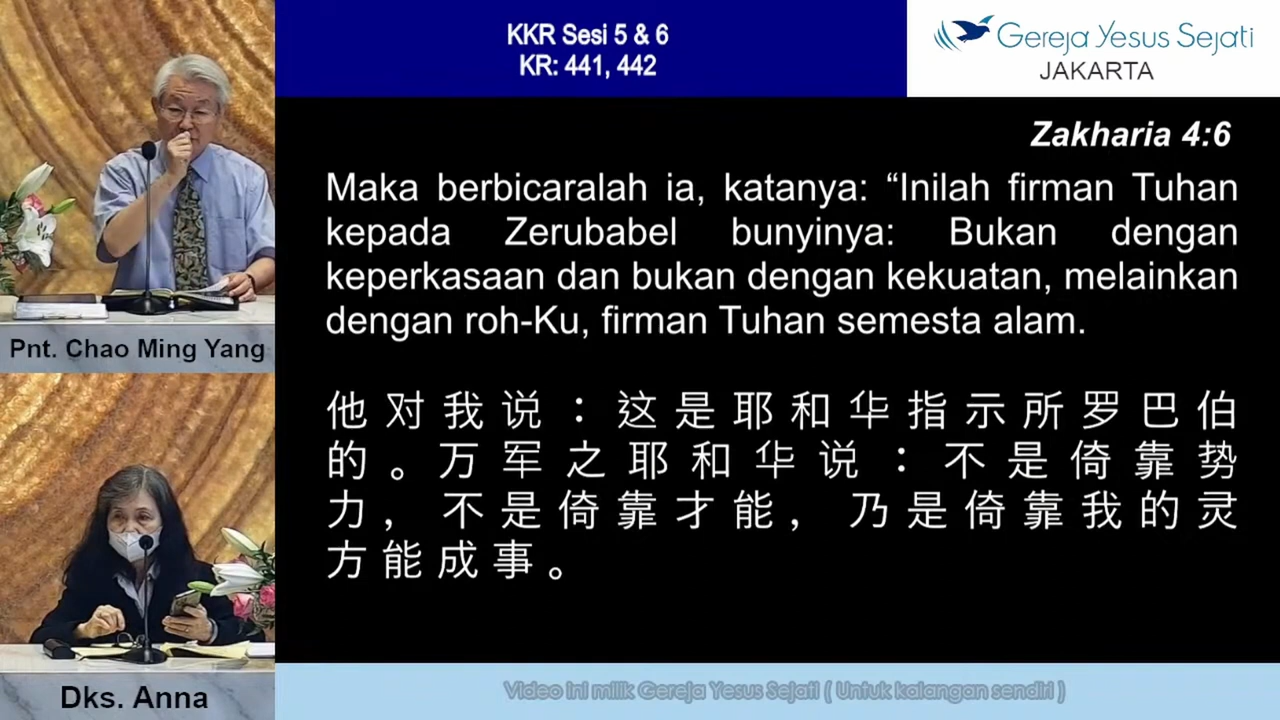 KKR Sesi 5 & 6
KR: 441, 442
Gereja Yesus Sejati
JAKARTA
Zakharia 4:6
Maka berbicaralah ia, katanya: “Inilah firman Tuhan
kepada Zerubabel bunyinya: Bukan dengan
keperkasaan dan bukan dengan kekuatan, melainkan
dengan roh-Ku, firman Tuhan semesta alam.
他对我说：这是耶和华指示所罗巴伯
的。万军之耶和华说：不是倚靠势
力，不是倚靠才能，乃是倚靠我的灵
方能成事。
Pnt. Chao Ming Yang
Dks. Anna
Video ini milik Gereja Yesus Sejati ( Untuk kalangan sendiri )